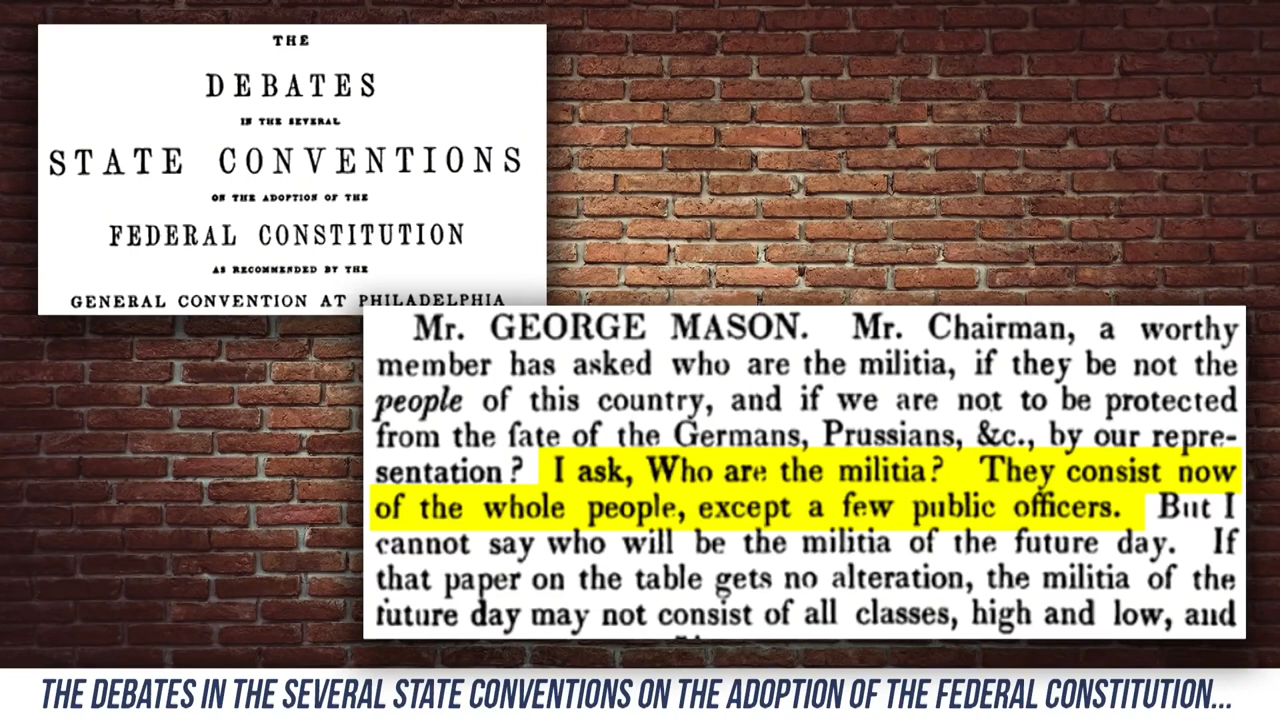 THE
DEBATES
IN THE SEVERAL
STATE CONVENTIONS
ON THE ADOPTION OF THE
FEDERAL CONSTITUTION
AS RECOMMENDED BY THE
GENERAL CONVENTION AT PHILADELPHIA
Mr. GEORGE MASON. Mr. Chairman, a worthy
member has asked who are the militia, if they be not the
people of this country, and if we are not to be protected
from the fate of the Germans, Prussians, &c., by our repre-
sentation? I ask, Who are the militia? They consist now
of the whole people, except a few public officers. But I
cannot say who will be the militia of the future day. If
that paper on the table gets no alteration, the militia of the
future day may not consist of all classes, high and low, and
THE DEBATES IN THE SEVERAL STATE CONVENTIONS ON THE ADOPTION OF THE FEDERAL CONSTITUTION...